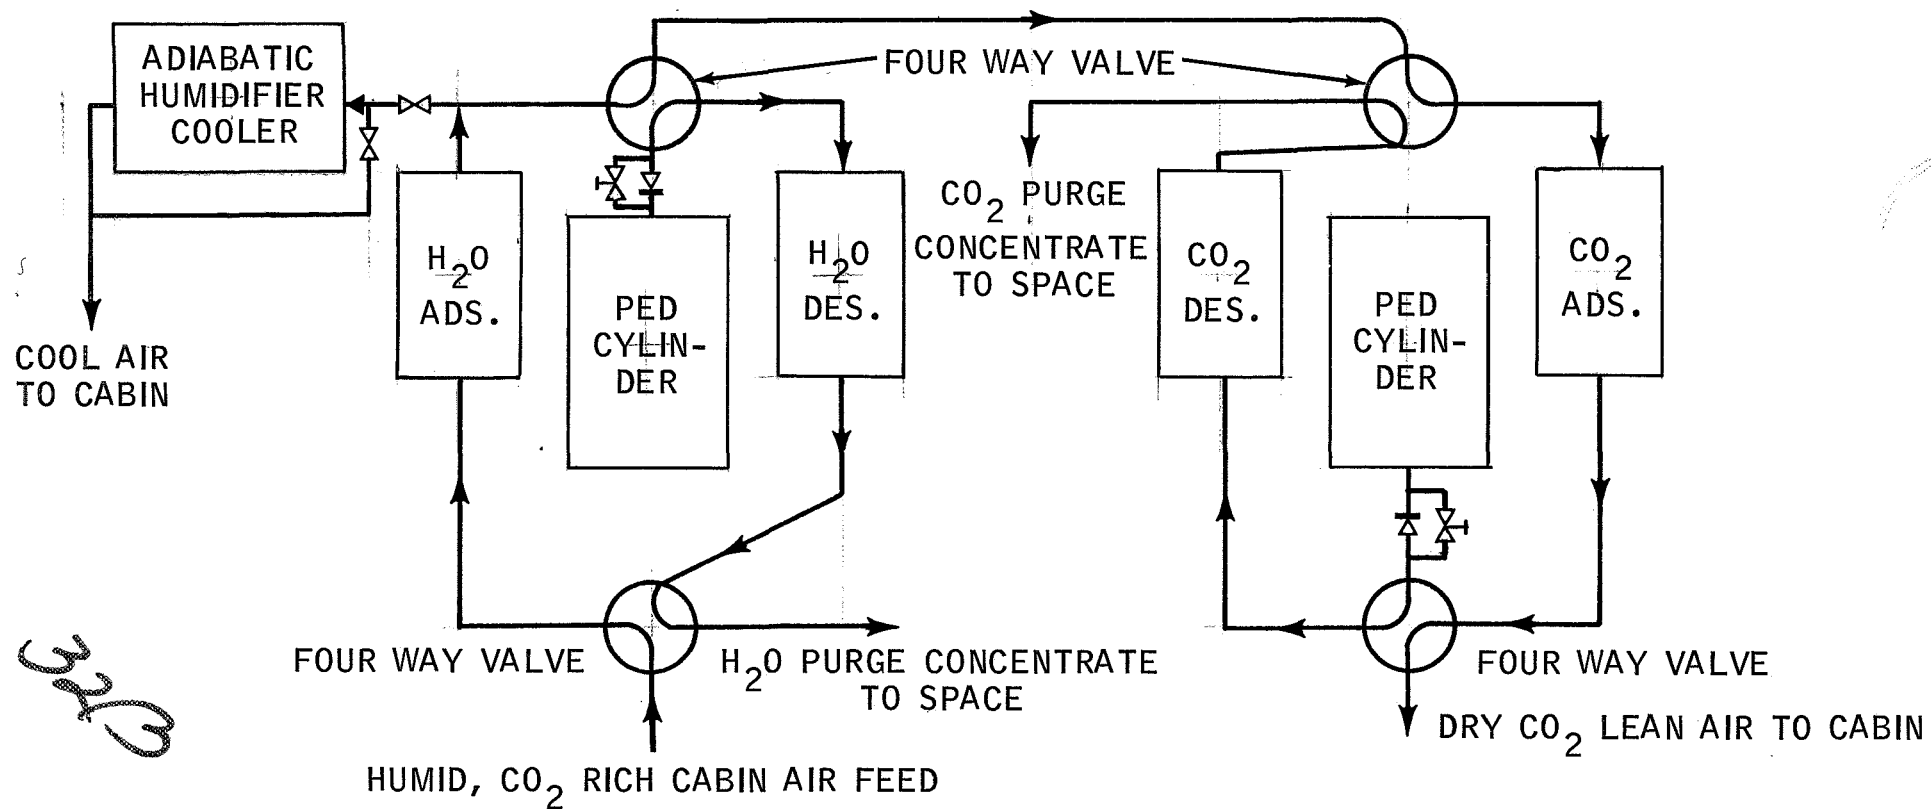 ADIABATIC
HUMIDIFIER
COOLER
FOUR WAY VALVE
COOL AIR
TO CABIN
H2O
ADS.
PED
CYLIN-
DER
H2O
DES.
CO2 PURGE
CONCENTRATE
TO SPACE
CO2
DES.
PED
CYLIN-
DER
CO2
ADS.
FOUR WAY VALVE
H2O PURGE CONCENTRATE
TO SPACE
FOUR WAY VALVE
DRY CO2 LEAN AIR TO CABIN
HUMID, CO2 RICH CABIN AIR FEED